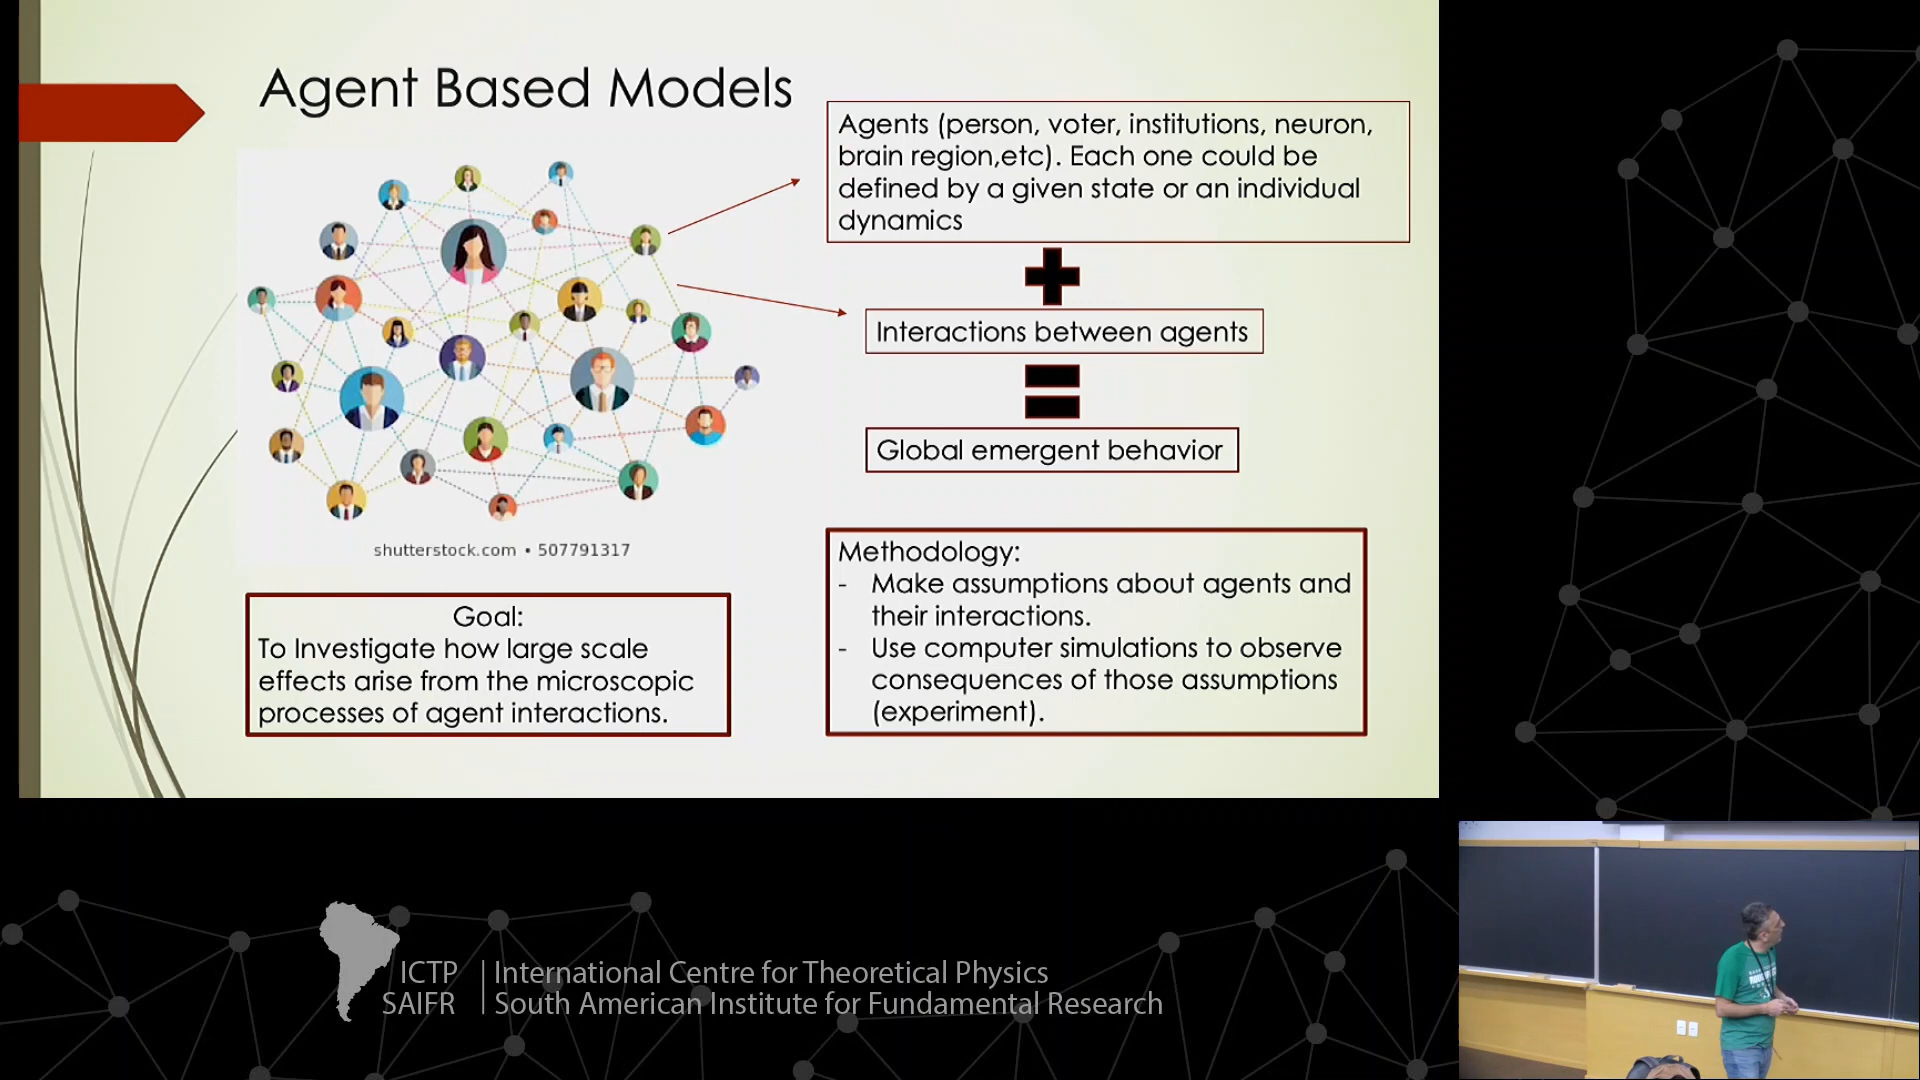 Agent Based Models
Agents (person, voter, institutions, neuron,
brain region,etc). Each one could be
defined by a given state or an individual
dynamics
Interactions between agents
Global emergent behavior
shutterstock.com • 507791317
Goal:
To Investigate how large scale
effects arise from the microscopic
processes of agent interactions.
Methodology:
- Make assumptions about agents and
their interactions.
- Use computer simulations to observe
consequences of those assumptions
(experiment).
ICTP | International Centre for Theoretical Physics
SAIFR | South American Institute for Fundamental Research